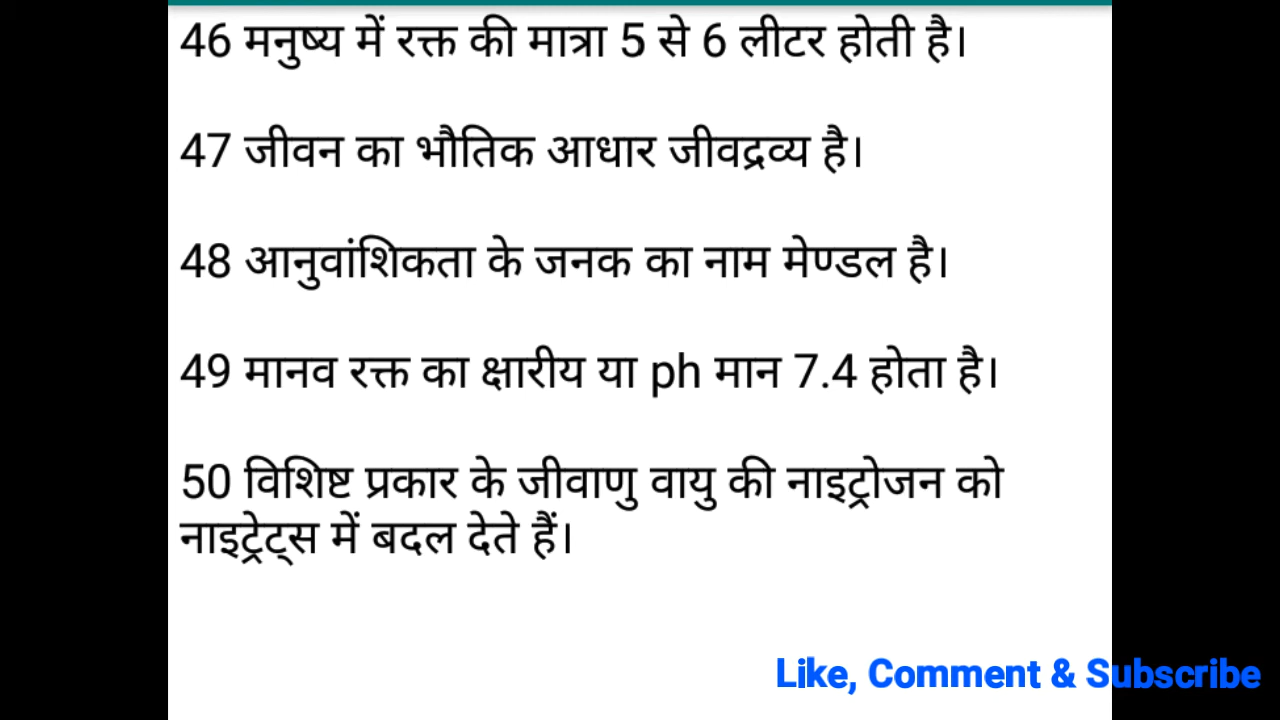 46 मनुष्य में रक्त की मात्रा 5 से 6 लीटर होती है।
47 जीवन का भौतिक आधार जीवद्रव्य है।
48 आनुवांशिकता के जनक का नाम मेण्डल है।
49 मानव रक्त का क्षारीय या ph मान 7.4 होता है।
50 विशिष्ट प्रकार के जीवाणु वायु की नाइट्रोजन को
नाइट्रेट्स में बदल देते हैं।
Like, Comment & Subscribe